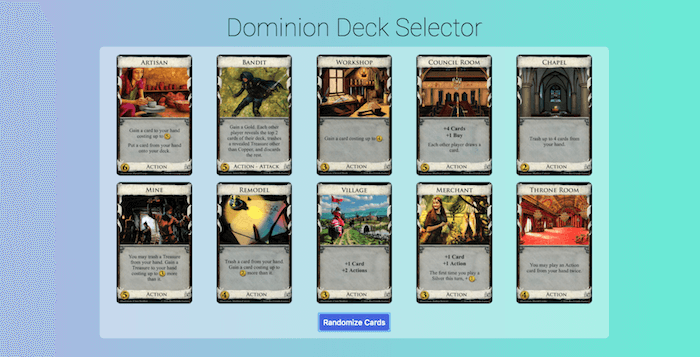 Dominion Deck Selector
ARTISAN
Gain a card to your hand
costing up to 5.
Put a card from your hand
onto your deck.
6 ACTION
BANDIT
Gain a Gold. Each other
player reveals the top 2
cards of their deck, trashes
a revealed Treasure other
than Copper, and discards
the rest.
5 ACTION - ATTACK
WORKSHOP
Gain a card costing up to 4.
3 ACTION
COUNCIL ROOM
+4 Cards
+1 Buy
Each other player draws a
card.
5 ACTION
CHAPEL
Trash up to 4 cards from
your hand.
2 ACTION
MINE
You may trash a Treasure
from your hand. Gain a
Treasure to your hand
costing up to 3 more
than it.
5 ACTION
REMODEL
Trash a card from your hand.
Gain a card costing up to
2 more than it.
4 ACTION
VILLAGE
+1 Card
+2 Actions
3 ACTION
MERCHANT
+1 Card
+1 Action
The first time you play a
Silver this turn, +1.
3 ACTION
THRONE ROOM
You may play an Action
card from your hand twice.
4 ACTION
Randomize Cards